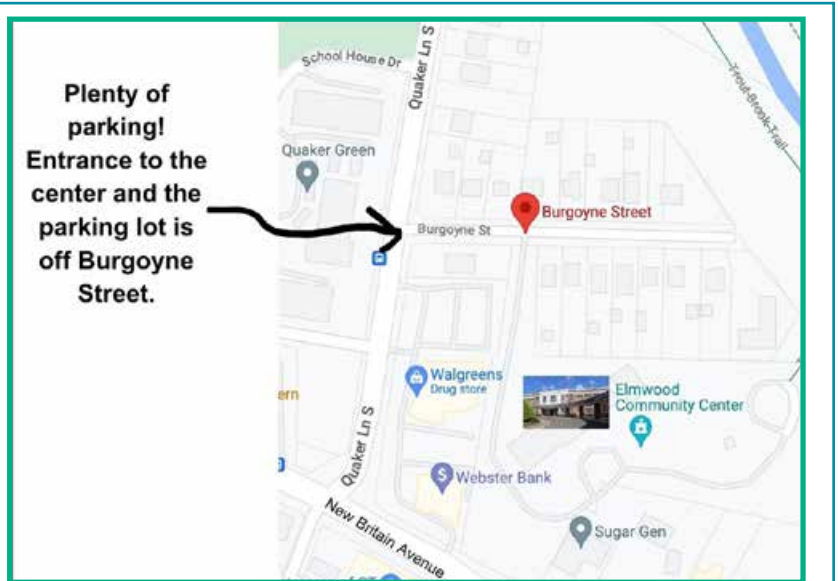 Plenty of
parking!
Entrance to the
center and the
parking lot is
off Burgoyne
Street.
School House Dr
Quaker Ln S
Trout-Brook-Trail
Quaker Green
Burgoyne Street
Burgoyne St
Walgreens
Drug store
Elmwood
Community Center
ern
Quaker Ln S
Webster Bank
New Britain Avenue
Sugar Gen